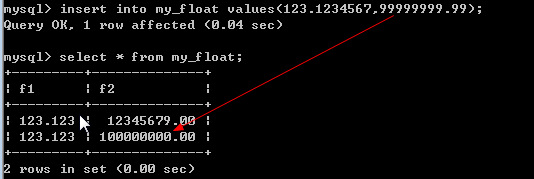 mysql> insert into my_float values(123.1234567,99999999.99);
Query OK, 1 row affected (0.04 sec)
mysql> select * from my_float;
+---------+--------------+
| f1      | f2           |
+---------+--------------+
| 123.123 |  12345679.00 |
| 123.123 | 100000000.00 |
+---------+--------------+
2 rows in set (0.00 sec)